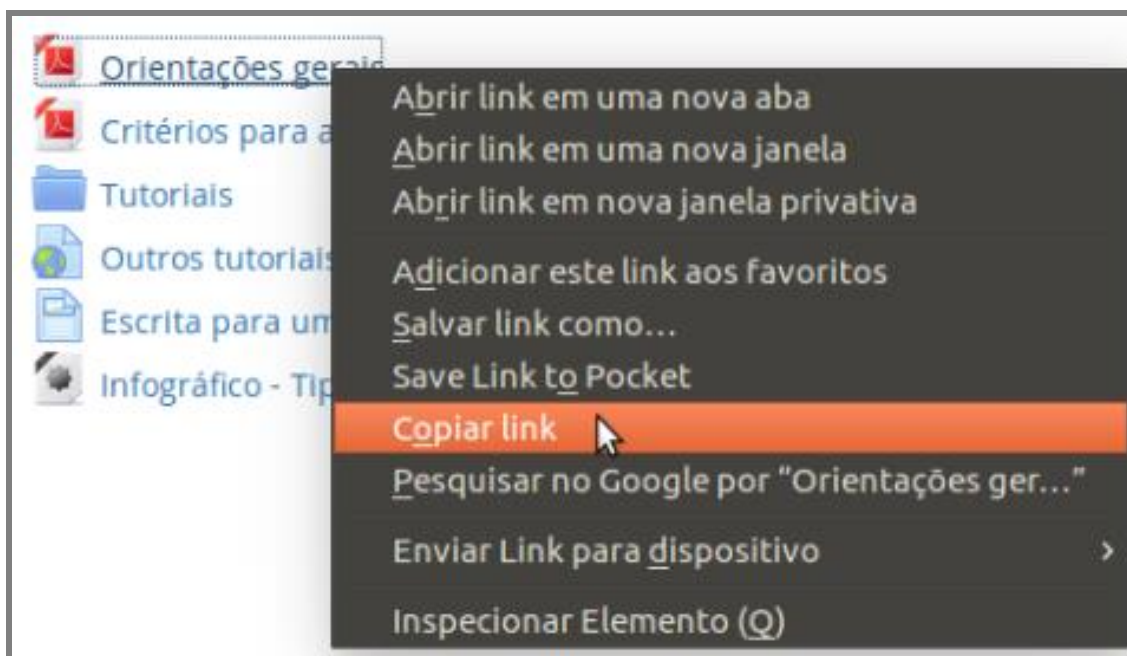 Orientações gerais
Critérios para a
Tutoriais
Outros tutoriais
Escrita para um
Infográfico - Tip
Abrir link em uma nova aba
Abrir link em uma nova janela
Abrir link em nova janela privativa
Adicionar este link aos favoritos
Salvar link como...
Save Link to Pocket
Copiar link
Pesquisar no Google por "Orientações ger..."
Enviar Link para dispositivo
Inspecionar Elemento (Q)